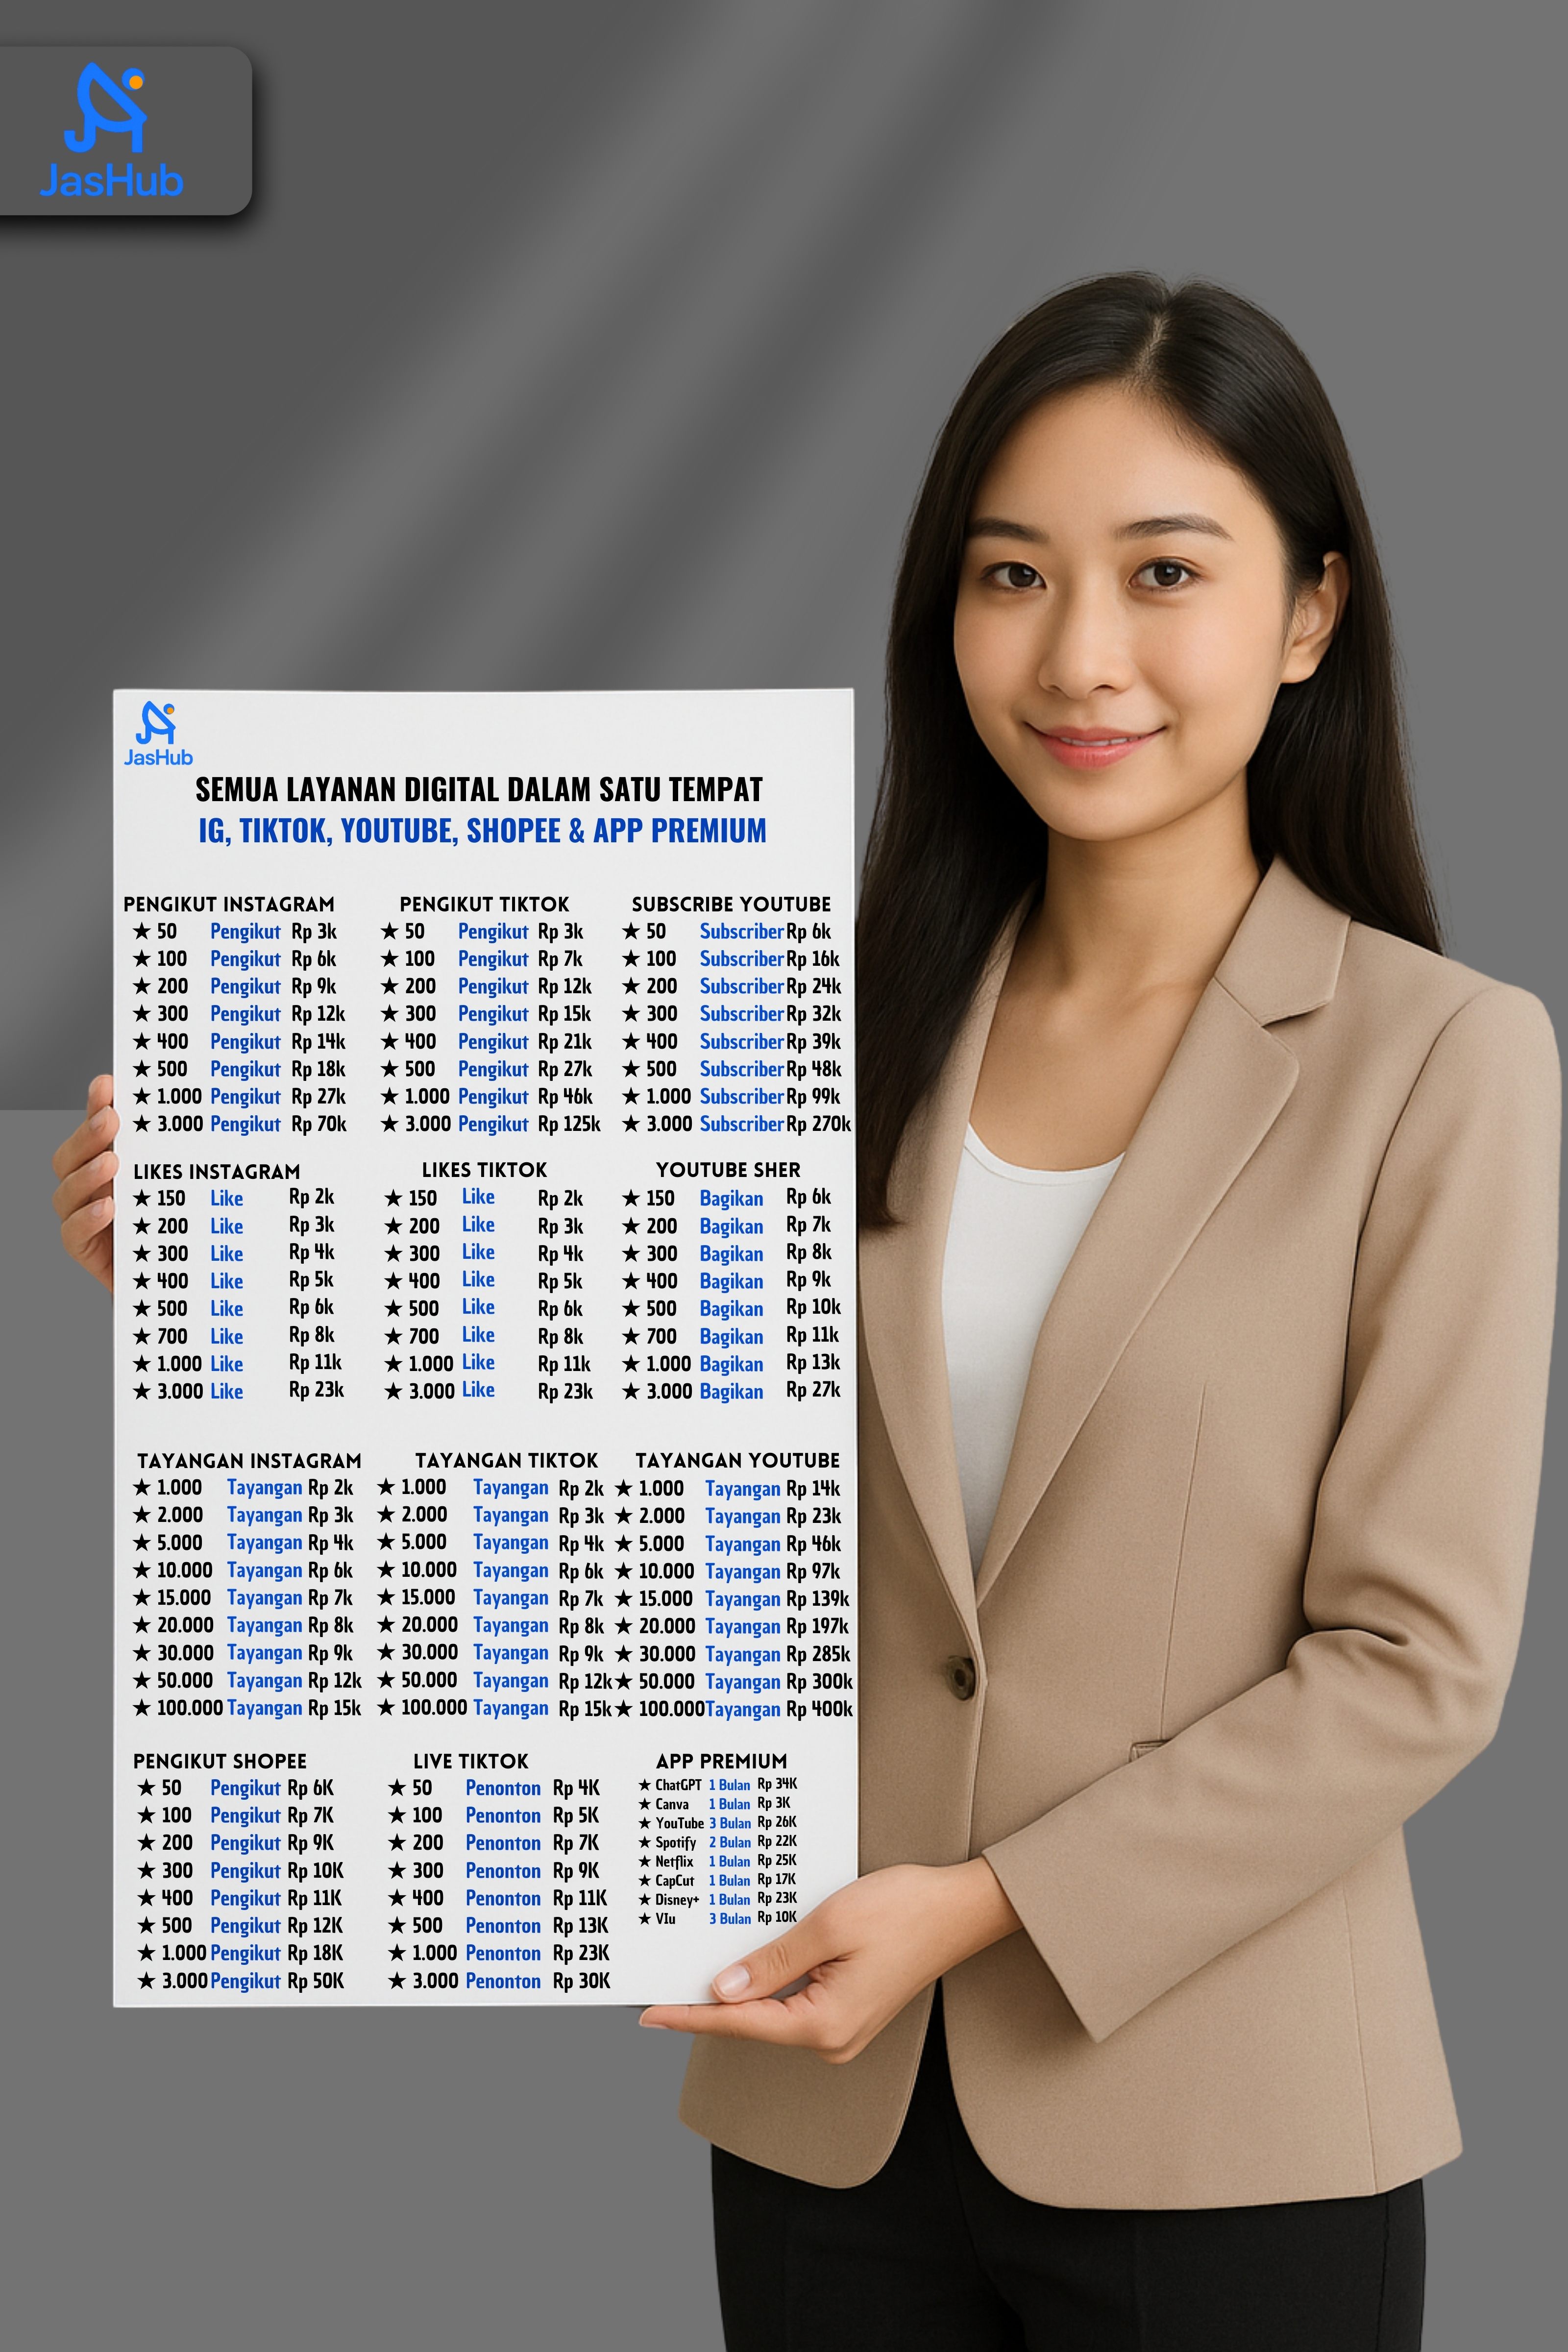 JasHub
JasHub
SEMUA LAYANAN DIGITAL DALAM SATU TEMPAT
IG, TIKTOK, YOUTUBE, SHOPEE & APP PREMIUM
PENGIKUT INSTAGRAM
★ 50 Pengikut Rp 3k
★ 100 Pengikut Rp 6k
★ 200 Pengikut Rp 9k
★ 300 Pengikut Rp 12k
★ 400 Pengikut Rp 14k
★ 500 Pengikut Rp 18k
★ 1.000 Pengikut Rp 27k
★ 3.000 Pengikut Rp 70k
PENGIKUT TIKTOK
★ 50 Pengikut Rp 3k
★ 100 Pengikut Rp 7k
★ 200 Pengikut Rp 12k
★ 300 Pengikut Rp 15k
★ 400 Pengikut Rp 21k
★ 500 Pengikut Rp 27k
★ 1.000 Pengikut Rp 46k
★ 3.000 Pengikut Rp 125k
SUBSCRIBE YOUTUBE
★ 50 Subscriber Rp 6k
★ 100 Subscriber Rp 16k
★ 200 Subscriber Rp 24k
★ 300 Subscriber Rp 32k
★ 400 Subscriber Rp 39k
★ 500 Subscriber Rp 48k
★ 1.000 Subscriber Rp 99k
★ 3.000 Subscriber Rp 270k
LIKES INSTAGRAM
★ 150 Like Rp 2k
★ 200 Like Rp 3k
★ 300 Like Rp 4k
★ 400 Like Rp 5k
★ 500 Like Rp 6k
★ 700 Like Rp 8k
★ 1.000 Like Rp 11k
★ 3.000 Like Rp 23k
LIKES TIKTOK
★ 150 Like Rp 2k
★ 200 Like Rp 3k
★ 300 Like Rp 4k
★ 400 Like Rp 5k
★ 500 Like Rp 6k
★ 700 Like Rp 8k
★ 1.000 Like Rp 11k
★ 3.000 Like Rp 23k
YOUTUBE SHER
★ 150 Bagikan Rp 6k
★ 200 Bagikan Rp 7k
★ 300 Bagikan Rp 8k
★ 400 Bagikan Rp 9k
★ 500 Bagikan Rp 10k
★ 700 Bagikan Rp 11k
★ 1.000 Bagikan Rp 13k
★ 3.000 Bagikan Rp 27k
TAYANGAN INSTAGRAM
★ 1.000 Tayangan Rp 2k
★ 2.000 Tayangan Rp 3k
★ 5.000 Tayangan Rp 4k
★ 10.000 Tayangan Rp 6k
★ 15.000 Tayangan Rp 7k
★ 20.000 Tayangan Rp 8k
★ 30.000 Tayangan Rp 9k
★ 50.000 Tayangan Rp 12k
★ 100.000 Tayangan Rp 15k
TAYANGAN TIKTOK
★ 1.000 Tayangan Rp 2k
★ 2.000 Tayangan Rp 3k
★ 5.000 Tayangan Rp 4k
★ 10.000 Tayangan Rp 6k
★ 15.000 Tayangan Rp 7k
★ 20.000 Tayangan Rp 8k
★ 30.000 Tayangan Rp 9k
★ 50.000 Tayangan Rp 12k
★ 100.000 Tayangan Rp 15k
TAYANGAN YOUTUBE
★ 1.000 Tayangan Rp 14k
★ 2.000 Tayangan Rp 23k
★ 5.000 Tayangan Rp 46k
★ 10.000 Tayangan Rp 97k
★ 15.000 Tayangan Rp 139k
★ 20.000 Tayangan Rp 197k
★ 30.000 Tayangan Rp 285k
★ 50.000 Tayangan Rp 300k
★ 100.000 Tayangan Rp 400k
PENGIKUT SHOPEE
★ 50 Pengikut Rp 6K
★ 100 Pengikut Rp 7K
★ 200 Pengikut Rp 9K
★ 300 Pengikut Rp 10K
★ 400 Pengikut Rp 11K
★ 500 Pengikut Rp 12K
★ 1.000 Pengikut Rp 18K
★ 3.000 Pengikut Rp 50K
LIVE TIKTOK
★ 50 Penonton Rp 4K
★ 100 Penonton Rp 5K
★ 200 Penonton Rp 7K
★ 300 Penonton Rp 9K
★ 400 Penonton Rp 11K
★ 500 Penonton Rp 13K
★ 1.000 Penonton Rp 23K
★ 3.000 Penonton Rp 30K
APP PREMIUM
★ ChatGPT 1 Bulan Rp 34K
★ Canva 1 Bulan Rp 3K
★ YouTube 3 Bulan Rp 26K
★ Spotify 2 Bulan Rp 22K
★ Netflix 1 Bulan Rp 25K
★ CapCut 1 Bulan Rp 17K
★ Disney+ 1 Bulan Rp 23K
★ VIu 3 Bulan Rp 10K